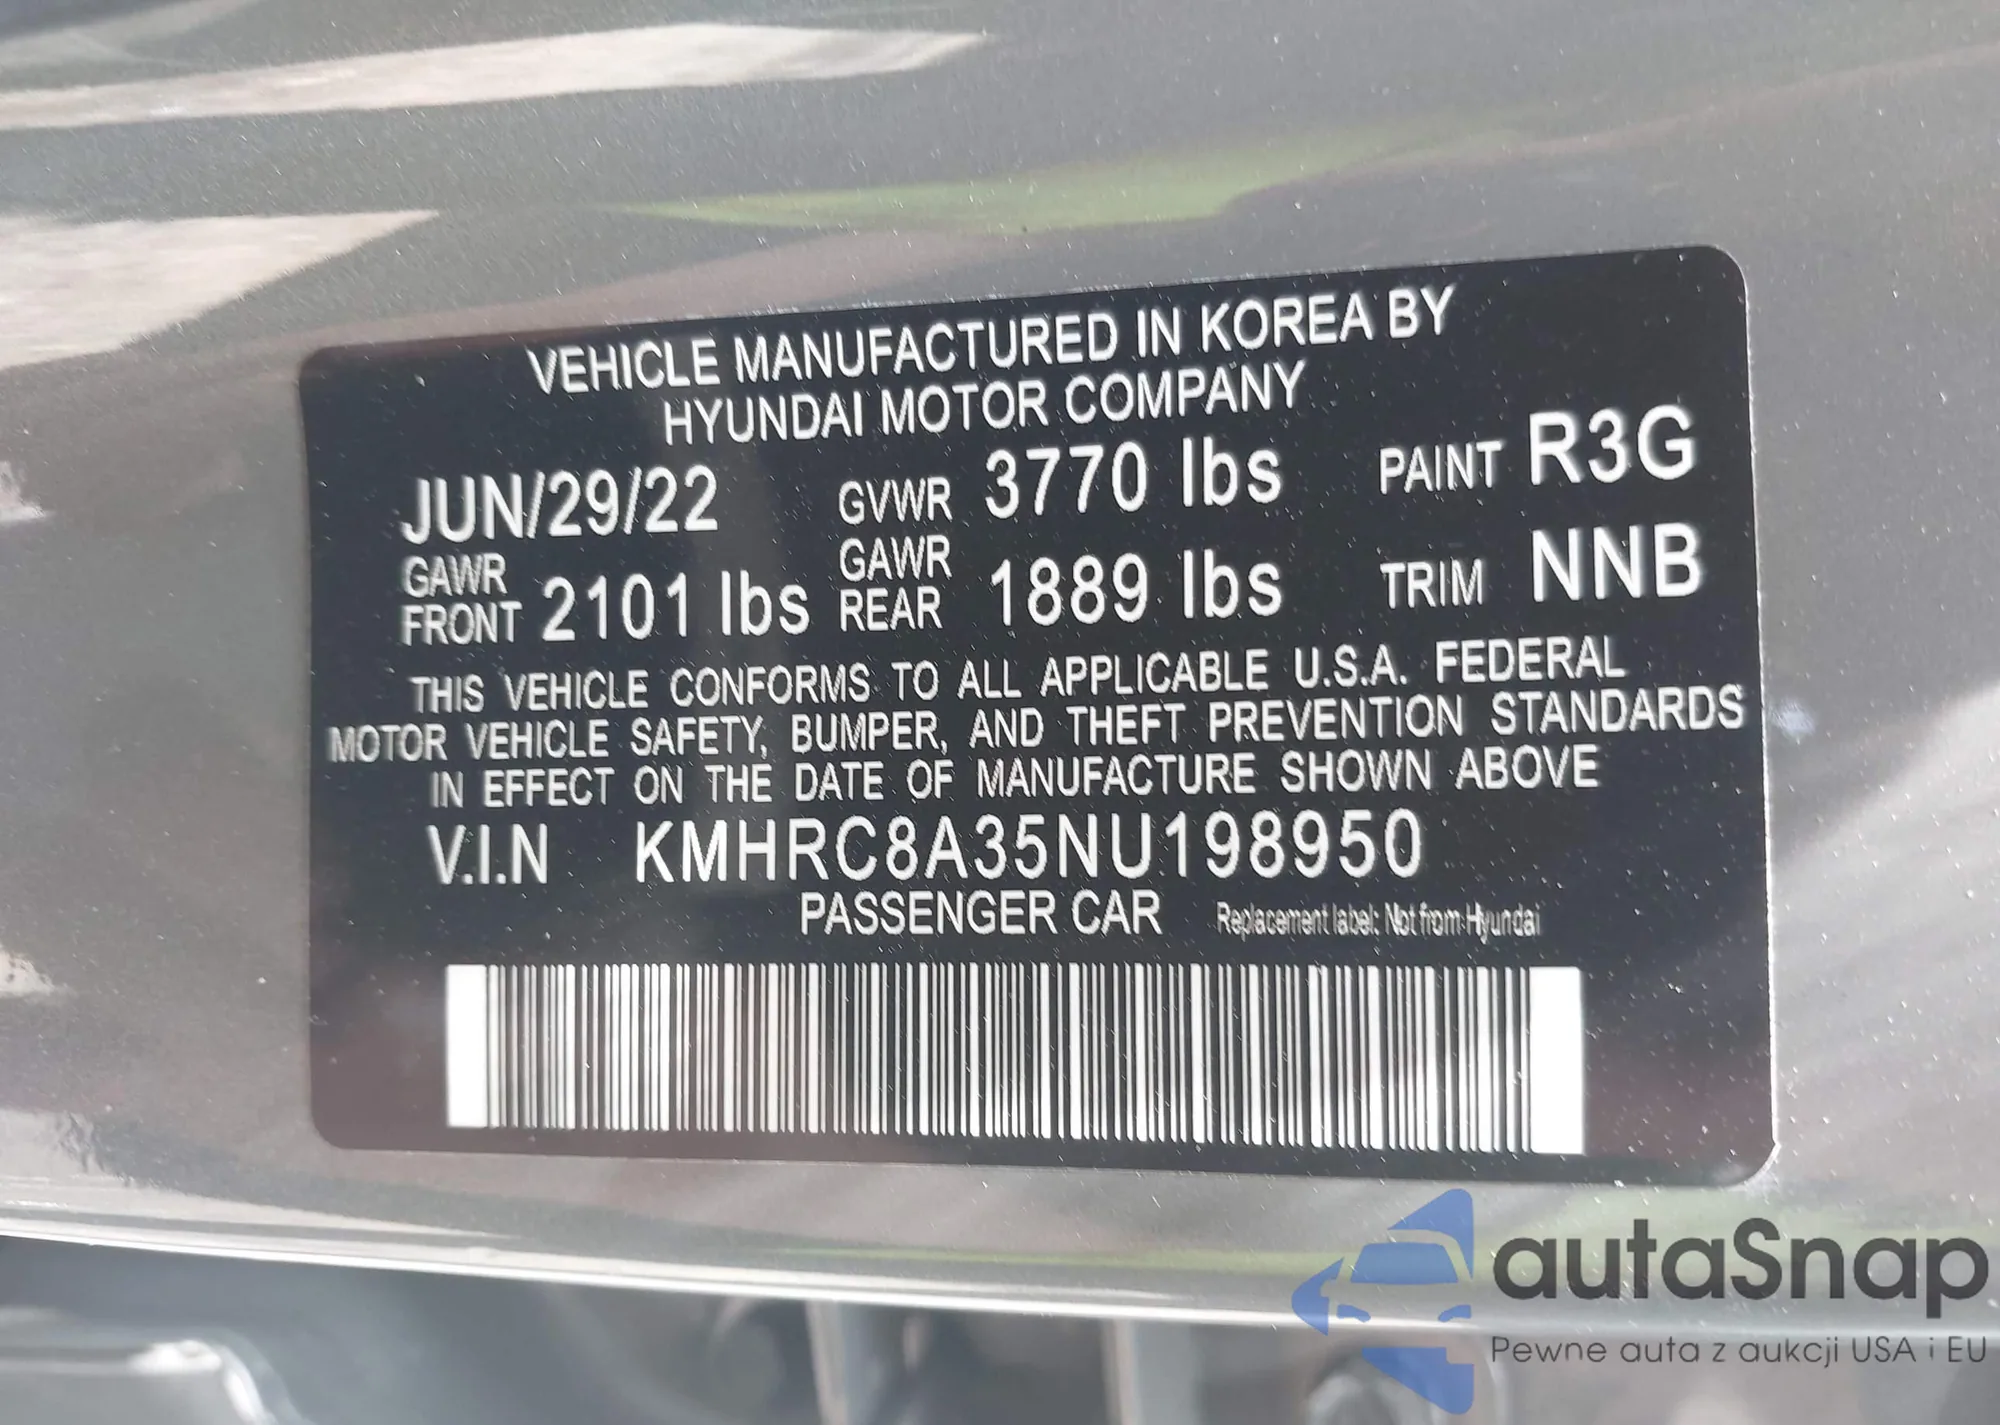 VEHICLE MANUFACTURED IN KOREA BY
HYUNDAI MOTOR COMPANY
JUN/29/22 GVWR 3770 lbs PAINT R3G
GAWR FRONT 2101 lbs GAWR REAR 1889 lbs TRIM NNB
THIS VEHICLE CONFORMS TO ALL APPLICABLE U.S.A. FEDERAL
MOTOR VEHICLE SAFETY, BUMPER, AND THEFT PREVENTION STANDARDS
IN EFFECT ON THE DATE OF MANUFACTURE SHOWN ABOVE
V.I.N KMHRC8A35NU198950
PASSENGER CAR Replacement label: Not from Hyundai
autaSnap
Pewne auta z aukcji USA i EU